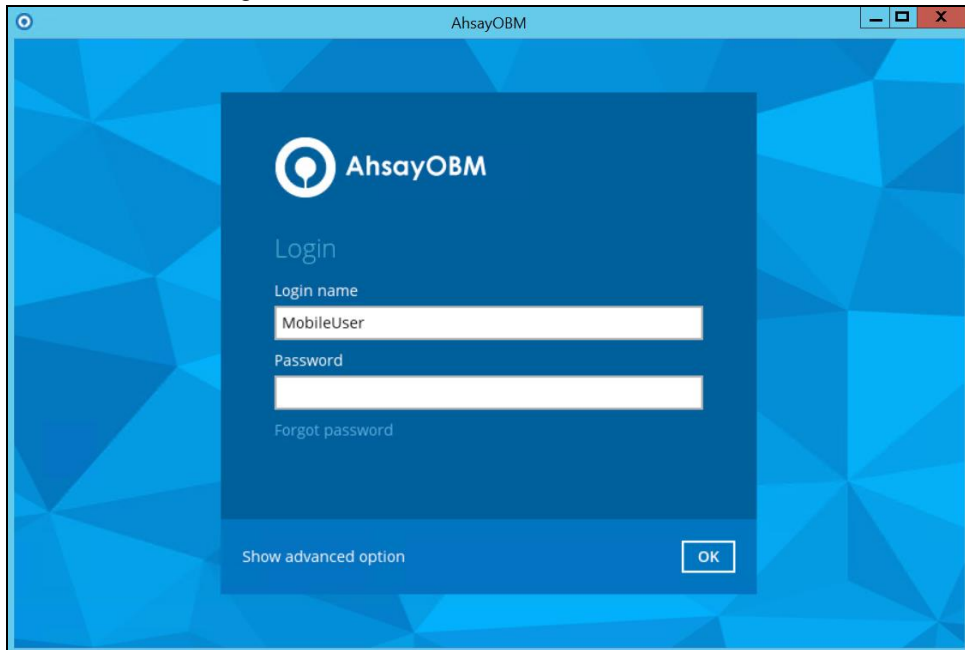 AhsayOBM
AhsayOBM
Login
Login name
MobileUser
Password
Forgot password
Show advanced option
OK